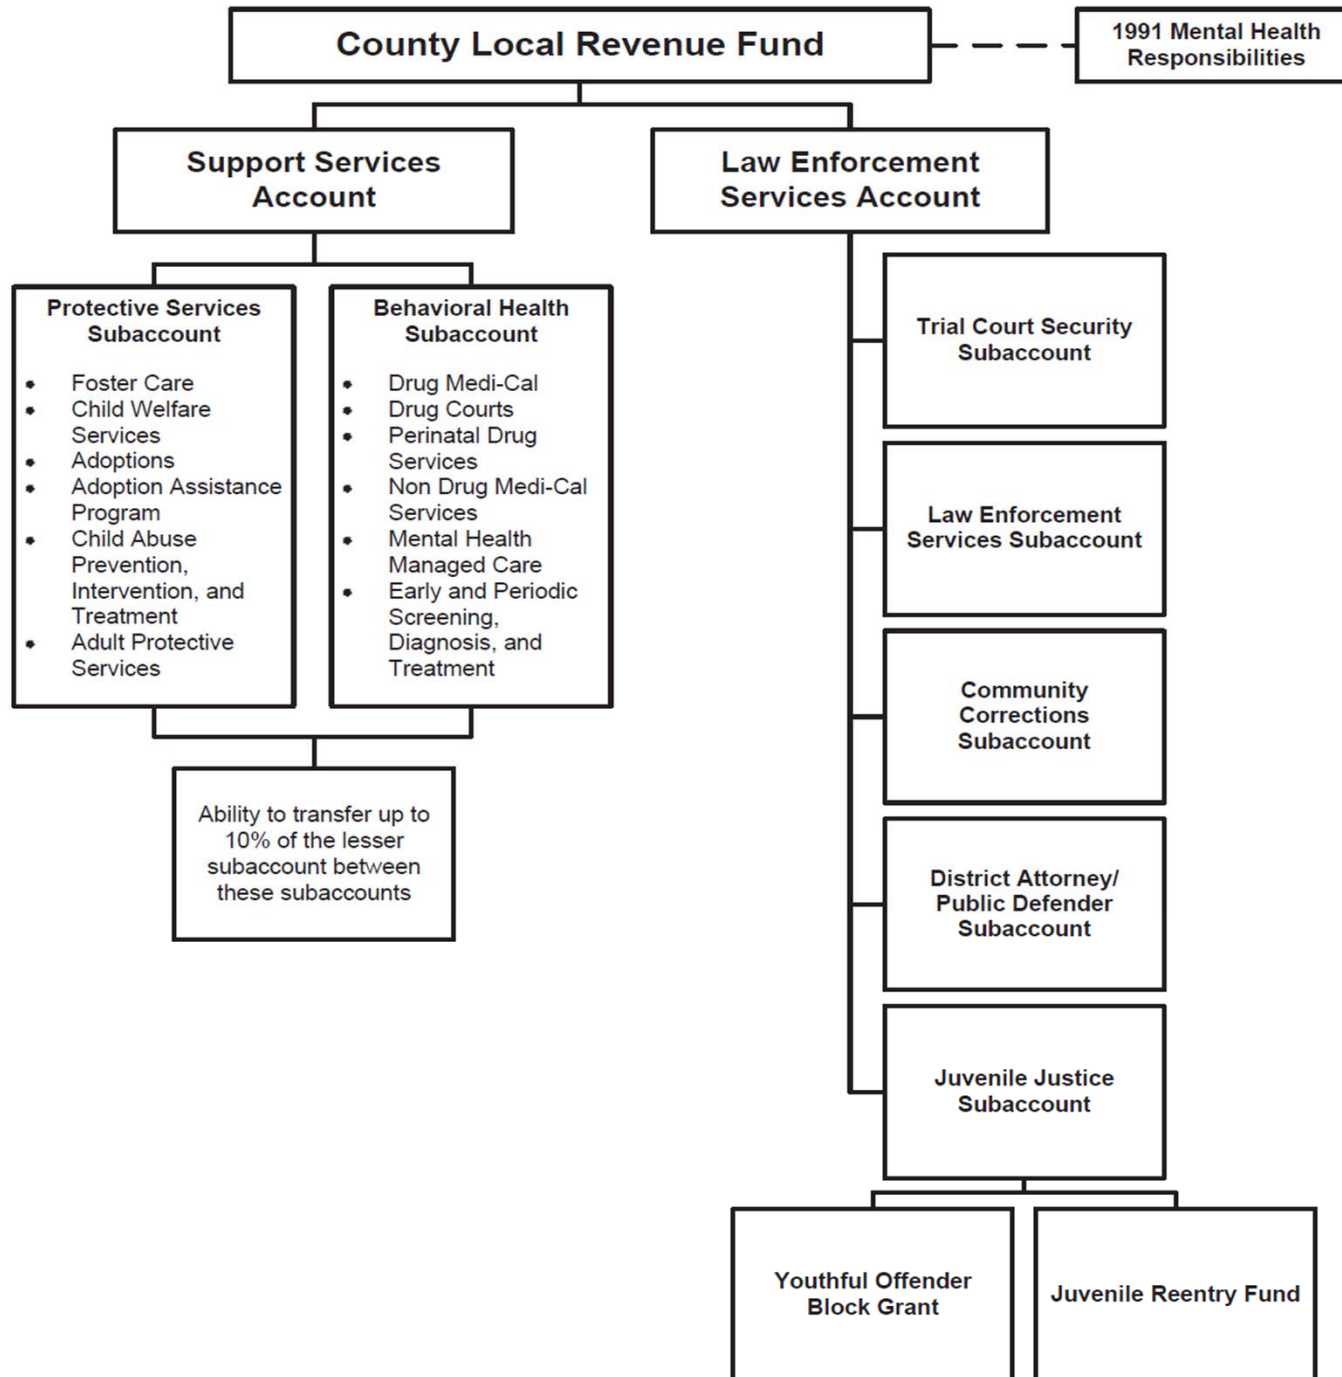 County Local Revenue Fund
1991 Mental Health
Responsibilities
Support Services
Account
Law Enforcement
Services Account
Protective Services
Subaccount
• Foster Care
• Child Welfare
Services
• Adoptions
• Adoption Assistance
Program
• Child Abuse
Prevention,
Intervention, and
Treatment
• Adult Protective
Services
Behavioral Health
Subaccount
• Drug Medi-Cal
• Drug Courts
• Perinatal Drug
Services
• Non Drug Medi-Cal
Services
• Mental Health
Managed Care
• Early and Periodic
Screening,
Diagnosis, and
Treatment
Ability to transfer up to
10% of the lesser
subaccount between
these subaccounts
Trial Court Security
Subaccount
Law Enforcement
Services Subaccount
Community
Corrections
Subaccount
District Attorney/
Public Defender
Subaccount
Juvenile Justice
Subaccount
Youthful Offender
Block Grant
Juvenile Reentry Fund